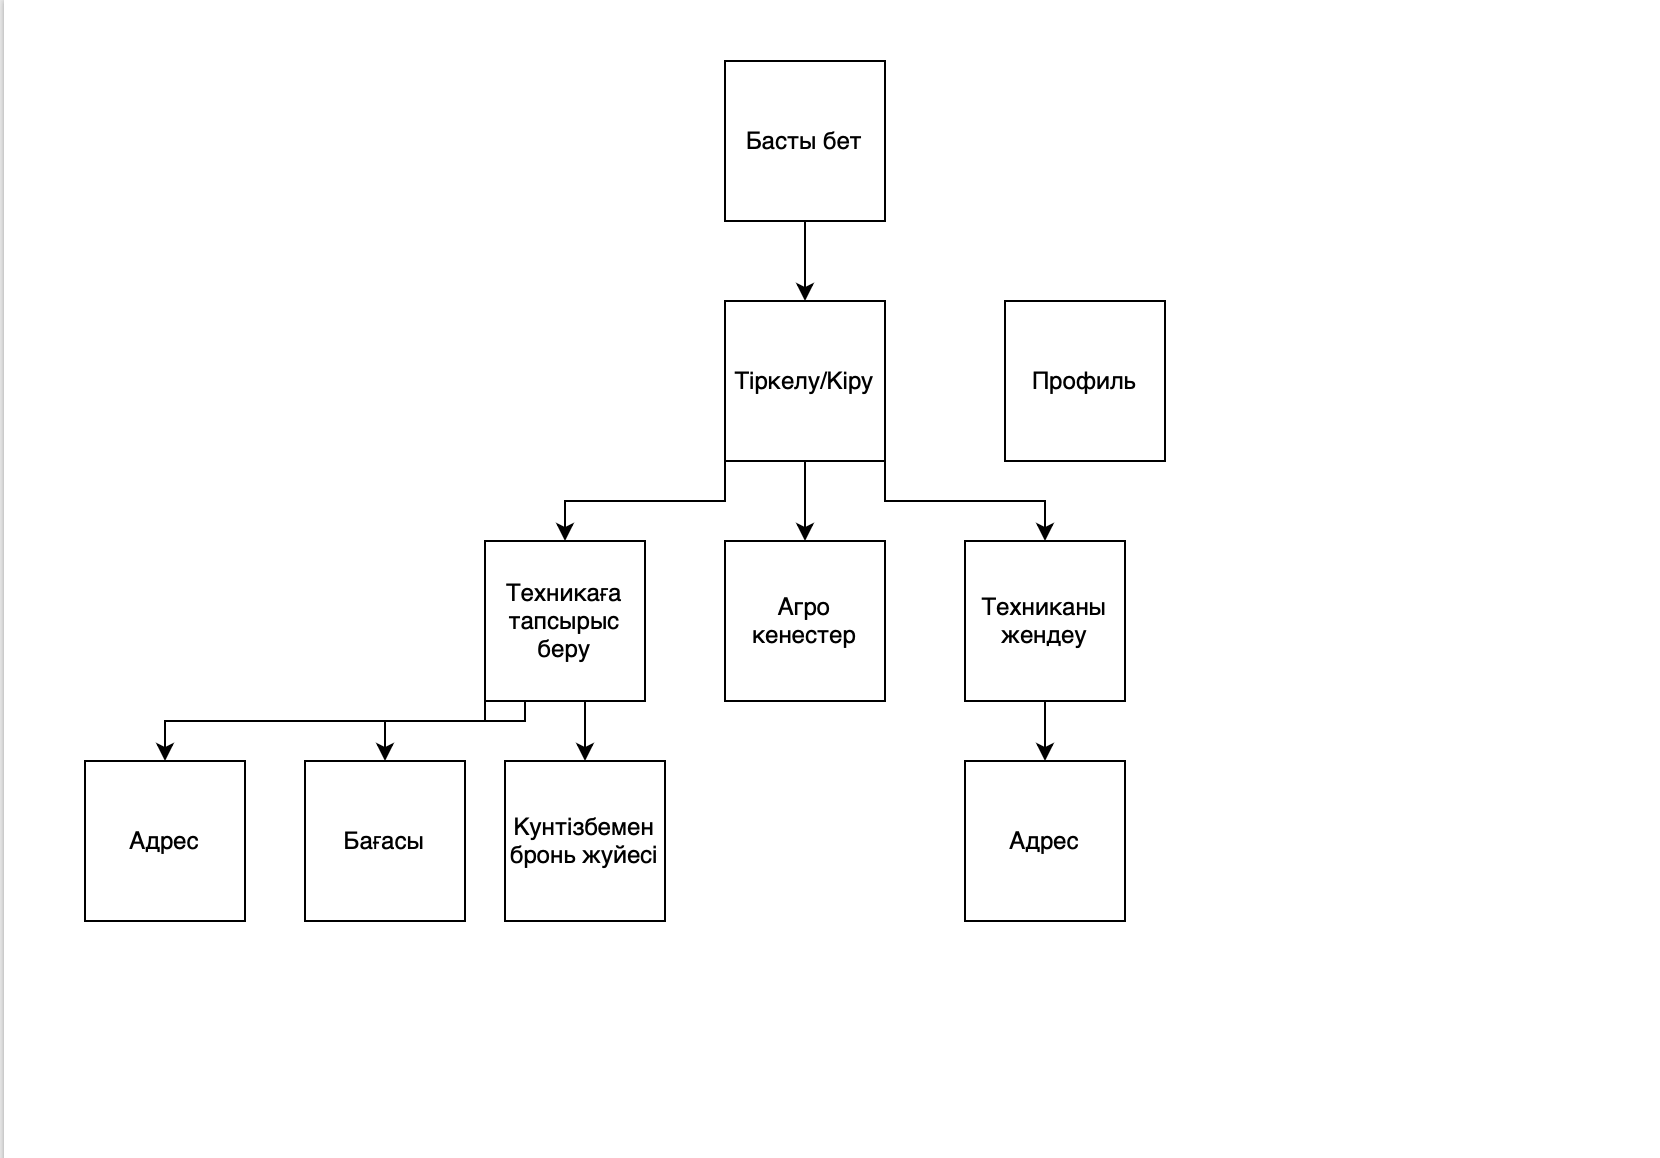 Басты бет
Тіркелу/Кіру
Профиль
Техникаға
тапсырыс
беру
Агро
кенестер
Техниканы
жендеу
Адрес
Бағасы
Кунтізбемен
бронь жуйесі
Адрес